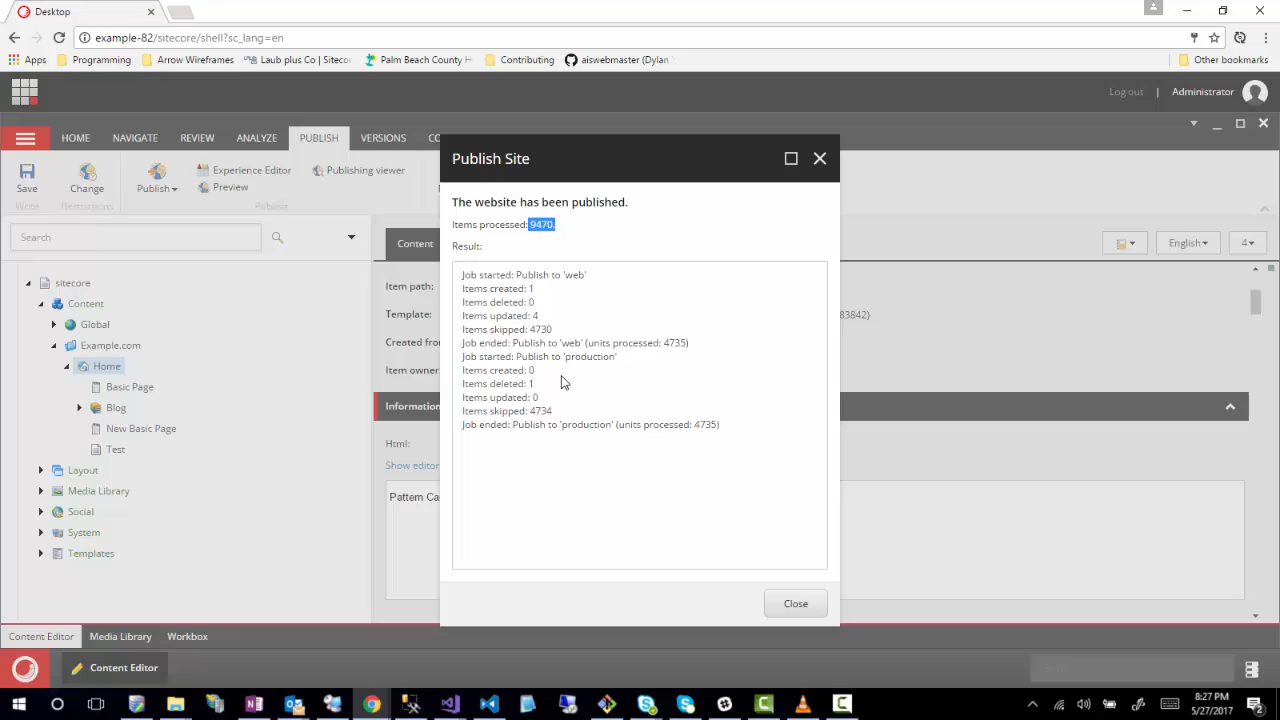 Desktop
example-82/sitecore/shell?sc_lang=en
Apps Programming Arrow Wireframes Laub plus Co | Siteco Palm Beach County Contributing aiswebmaster (Dylan Other bookmarks
Log out | Administrator
HOME NAVIGATE REVIEW ANALYZE PUBLISH VERSIONS
Save
Change
Publish
Experience Editor
Preview
Publishing viewer
Write
Publish
Search
Content
English
4
sitecore
Content
Global
Example.com
Home
Basic Page
Blog
New Basic Page
Test
Layout
Media Library
Social
System
Templates
Item path:
Template:
83842}
Item owner
Html:
Show editor
Publish Site
The website has been published.
Items processed: 9470.
Result:
Job started: Publish to 'web'
Items created: 1
Items deleted: 0
Items updated: 4
Items skipped: 4730
Job ended: Publish to 'web' (units processed: 4735)
Job started: Publish to 'production'
Items created: 0
Items deleted: 1
Items updated: 0
Items skipped: 4734
Job ended: Publish to 'production' (units processed: 4735)
Close
Content Editor Media Library Workbox
Content Editor
8:27 PM
5/27/2017
2